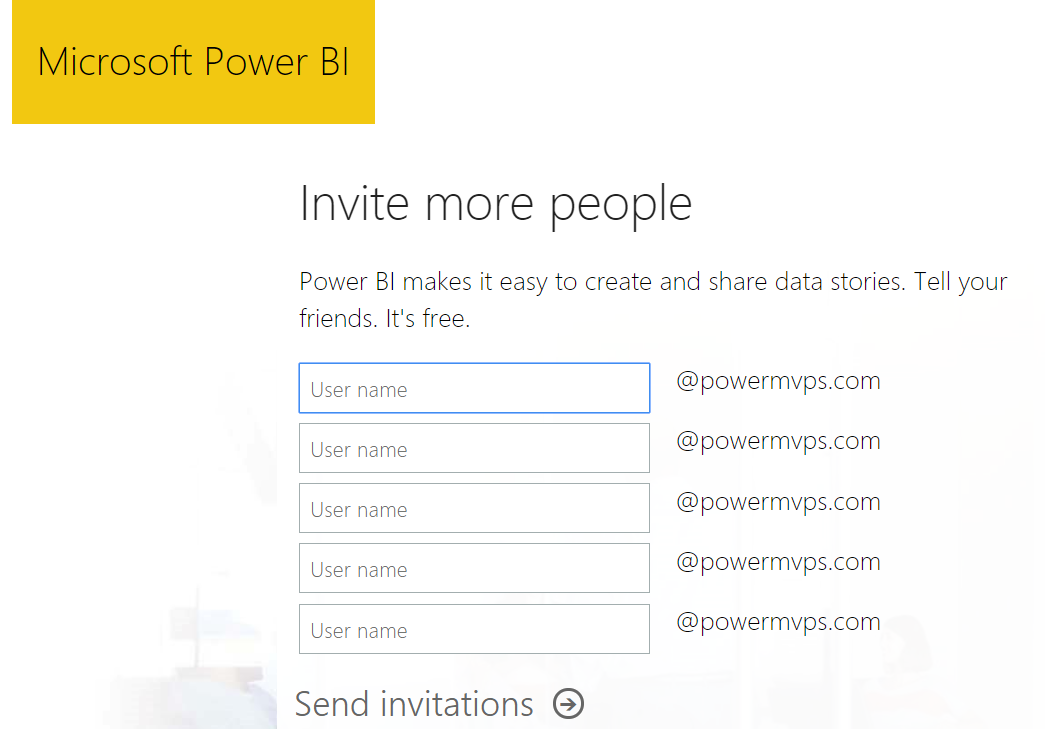 Microsoft Power BI
Invite more people
Power BI makes it easy to create and share data stories. Tell your
friends. It's free.
User name @powermvps.com
User name @powermvps.com
User name @powermvps.com
User name @powermvps.com
User name @powermvps.com
Send invitations